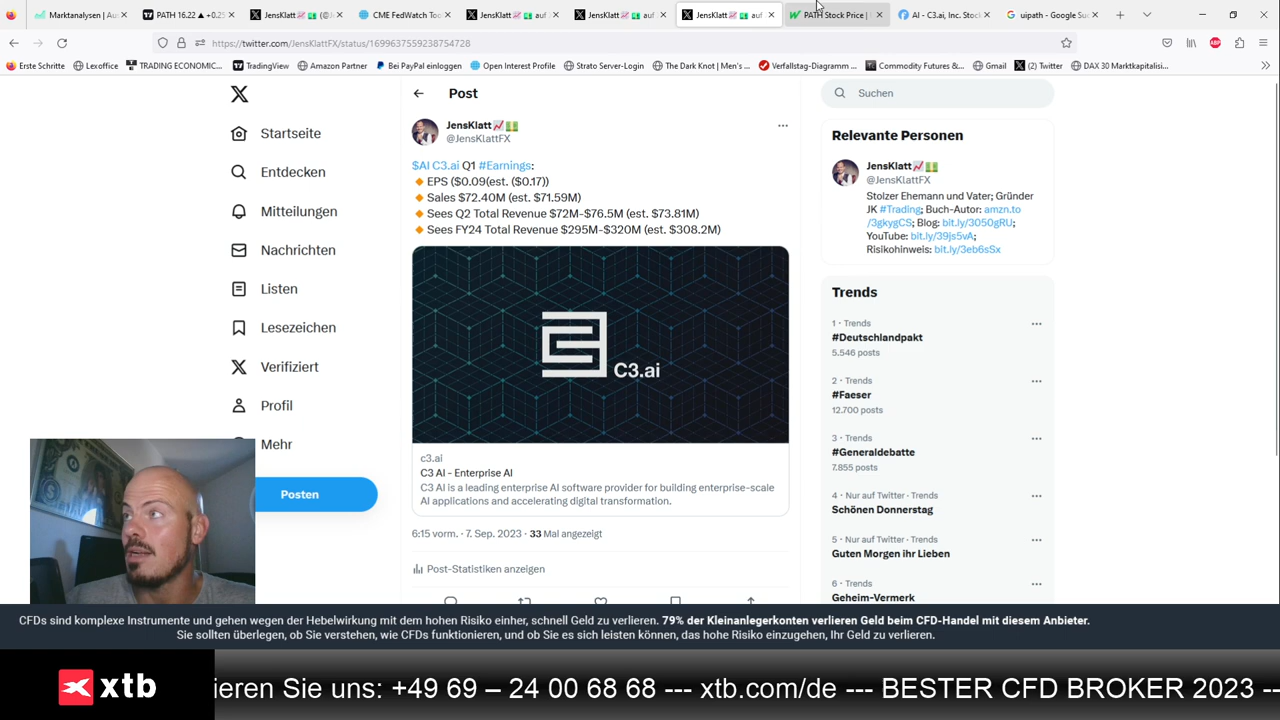 Marktanalysen | Au
PATH 16.22 ▲ +0.25
JensKlatt📈💵 (@
CME FedWatch Too
JensKlatt📈💵 auf
JensKlatt📈💵 auf
JensKlatt📈💵 auf
PATH Stock Price |
AI - C3.ai, Inc. Stock
uipath - Google Suc
https://twitter.com/JensKlattFX/status/1699637559238754728
Erste Schritte
Lexoffice
TRADING ECONOMIC...
TradingView
Amazon Partner
Bei PayPal einloggen
Open Interest Profile
Strato Server-Login
The Dark Knot | Men's ...
Verfallstag-Diagramm ...
Commodity Futures &...
Gmail
(2) Twitter
DAX 30 Marktkapitalisi...
Startseite
Entdecken
Mitteilungen
Nachrichten
Listen
Lesezeichen
Verifiziert
Profil
Mehr
Posten
Post
JensKlatt📈💵
@JensKlattFX
$AI C3.ai Q1 #Earnings:
🔸 EPS ($0.09(est. ($0.17))
🔸 Sales $72.40M (est. $71.59M)
🔸 Sees Q2 Total Revenue $72M-$76.5M (est. $73.81M)
🔸 Sees FY24 Total Revenue $295M-$320M (est. $308.2M)
C3.ai
c3.ai
C3 AI - Enterprise AI
C3 AI is a leading enterprise AI software provider for building enterprise-scale
AI applications and accelerating digital transformation.
6:15 vorm. · 7. Sep. 2023 · 33 Mal angezeigt
Post-Statistiken anzeigen
Suchen
Relevante Personen
JensKlatt📈💵
@JensKlattFX
Stolzer Ehemann und Vater; Gründer
JK #Trading; Buch-Autor: amzn.to
/3gkygCS; Blog: bit.ly/3050gRU;
YouTube: bit.ly/39js5vA;
Risikohinweis: bit.ly/3eb6sSx
Trends
1 · Trends
#Deutschlandpakt
5.546 posts
2 · Trends
#Faeser
12.700 posts
3 · Trends
#Generaldebatte
7.855 posts
4 · Nur auf Twitter · Trends
Schönen Donnerstag
5 · Nur auf Twitter · Trends
Guten Morgen ihr Lieben
6 · Trends
Geheim-Vermerk
CFDs sind komplexe Instrumente und gehen wegen der Hebelwirkung mit dem hohen Risiko einher, schnell Geld zu verlieren. 79% der Kleinanlegerkonten verlieren Geld beim CFD-Handel mit diesem Anbieter.
Sie sollten überlegen, ob Sie verstehen, wie CFDs funktionieren, und ob Sie es sich leisten können, das hohe Risiko einzugehen, Ihr Geld zu verlieren.
xtb
ieren Sie uns: +49 69 – 24 00 68 68 --- xtb.com/de --- BESTER CFD BROKER 2023 --